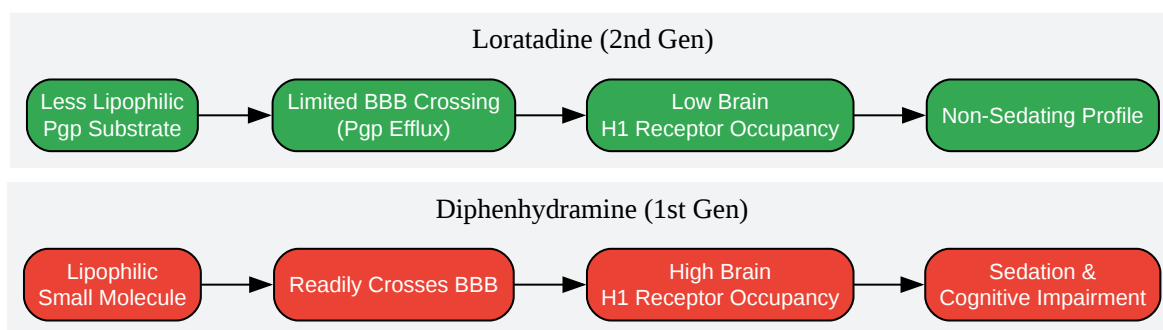 Loratadine (2nd Gen)
Less Lipophilic
Pgp Substrate
Limited BBB Crossing
(Pgp Efflux)
Low Brain
H1 Receptor Occupancy
Non-Sedating Profile
Diphenhydramine (1st Gen)
Lipophilic
Small Molecule
Readily Crosses BBB
High Brain
H1 Receptor Occupancy
Sedation &
Cognitive Impairment